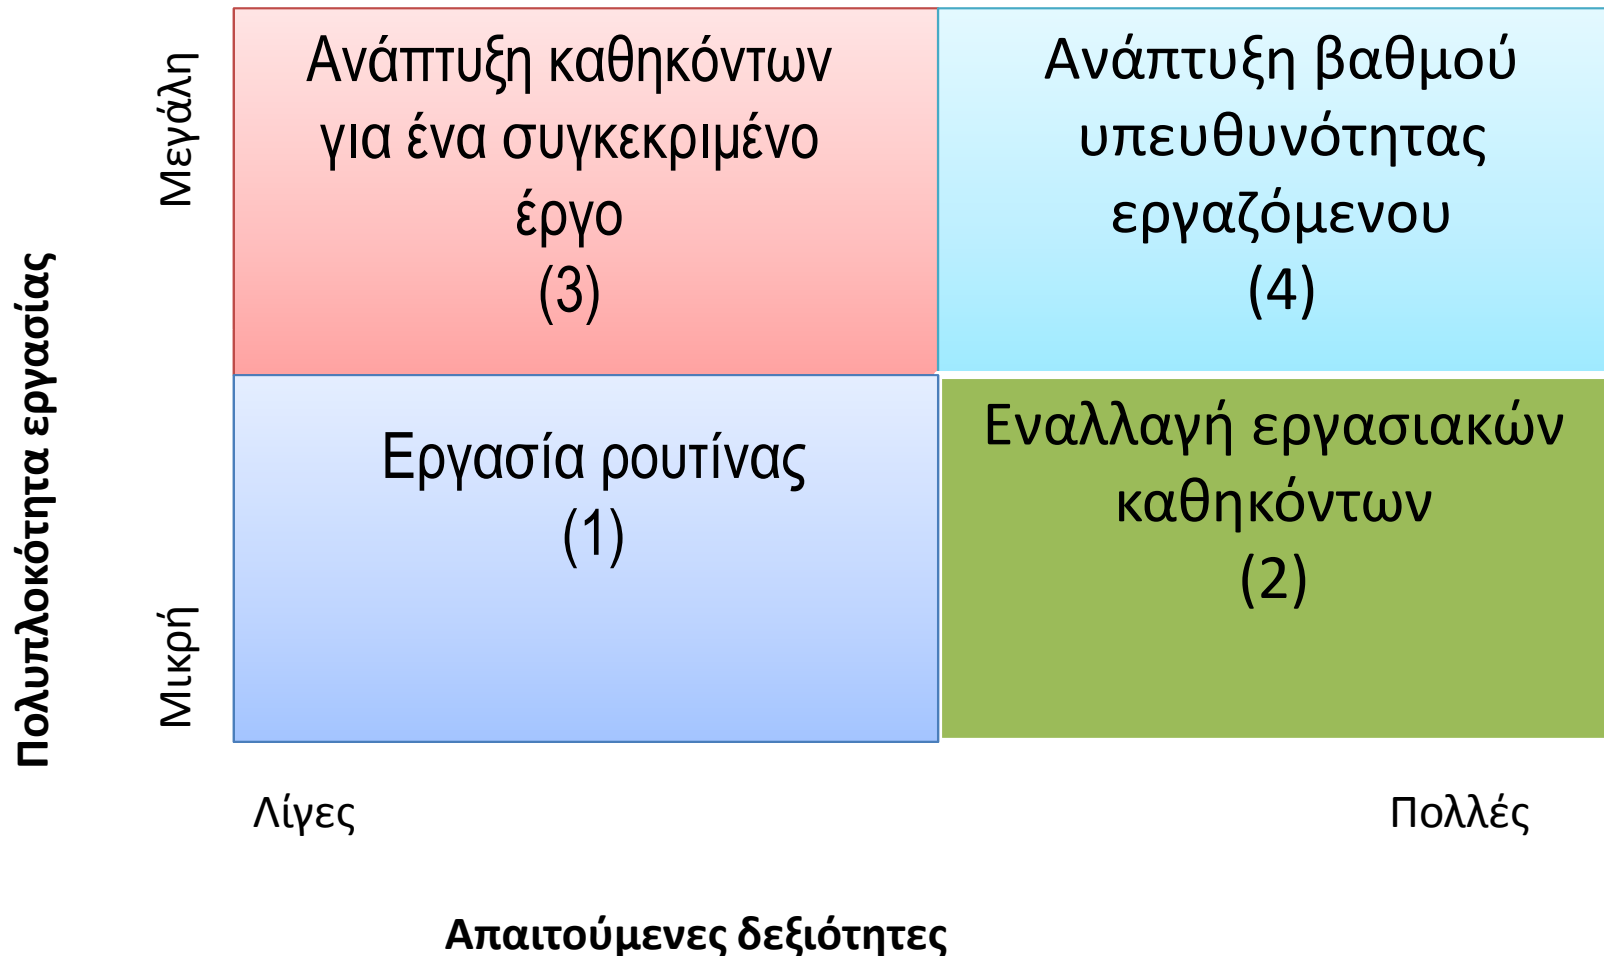 Πολυπλοκότητα εργασίας
Μεγάλη
Μικρή
Ανάπτυξη καθηκόντων
για ένα συγκεκριμένο
έργο
(3)
Ανάπτυξη βαθμού
υπευθυνότητας
εργαζόμενου
(4)
Εργασία ρουτίνας
(1)
Εναλλαγή εργασιακών
καθηκόντων
(2)
Λίγες
Πολλές
Απαιτούμενες δεξιότητες